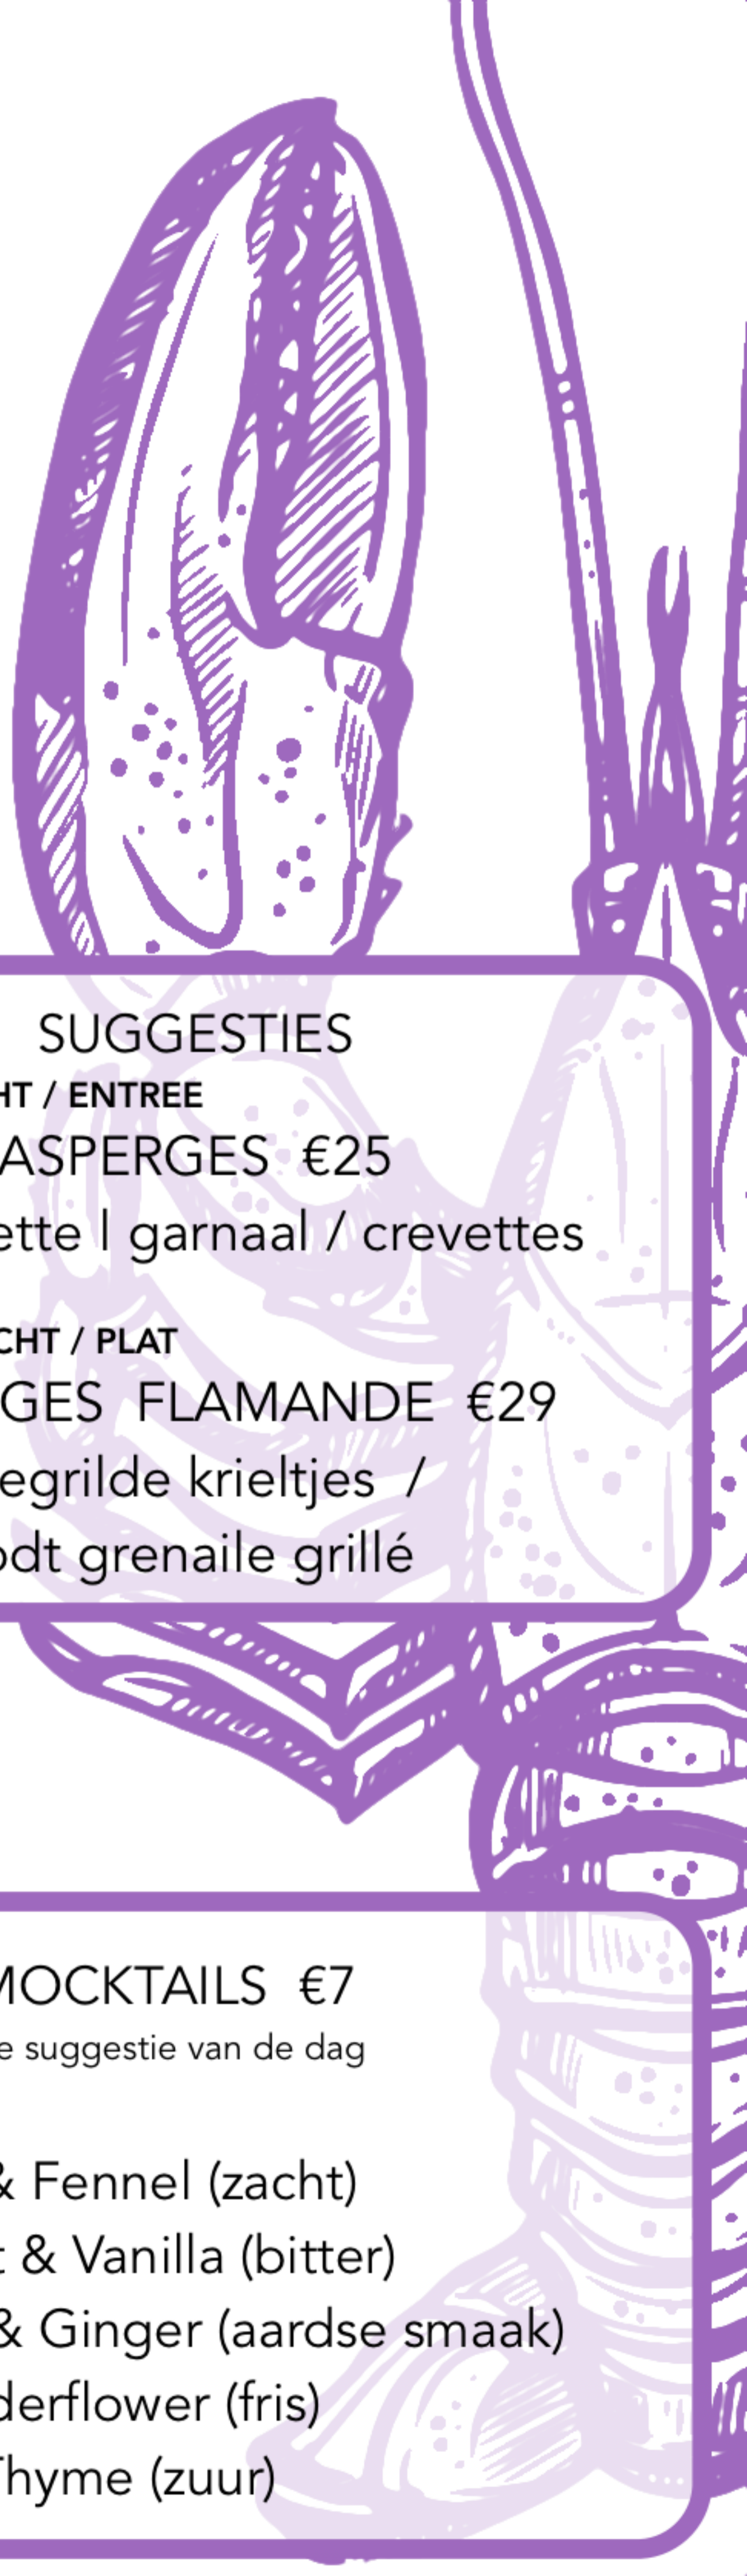 SUGGESTIES
HT / ENTREE
ASPERGES €25
ette | garnaal / crevettes
CHT / PLAT
GES FLAMANDE €29
egrilde krieltjes /
odt grenaile grillé
MOCKTAILS €7
e suggestie van de dag
& Fennel (zacht)
t & Vanilla (bitter)
& Ginger (aardse smaak)
derflower (fris)
Thyme (zuur)